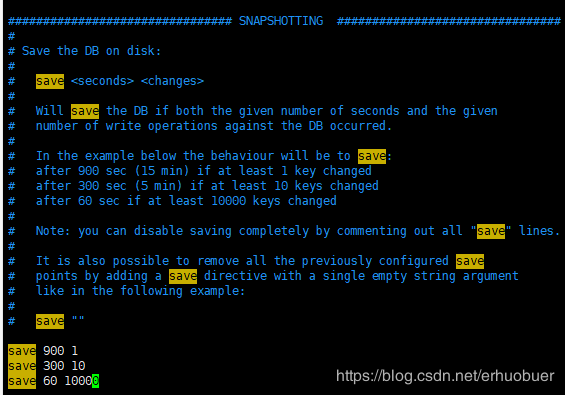 ################################ SNAPSHOTTING  ################################
#
# Save the DB on disk:
#
#   save <seconds> <changes>
#
#   Will save the DB if both the given number of seconds and the given
#   number of write operations against the DB occurred.
#
#   In the example below the behaviour will be to save:
#   after 900 sec (15 min) if at least 1 key changed
#   after 300 sec (5 min) if at least 10 keys changed
#   after 60 sec if at least 10000 keys changed
#
#   Note: you can disable saving completely by commenting out all "save" lines.
#
#   It is also possible to remove all the previously configured save
#   points by adding a save directive with a single empty string argument
#   like in the following example:
#
#   save ""

save 900 1
save 300 10
save 60 10000
https://blog.csdn.net/erhuobuer